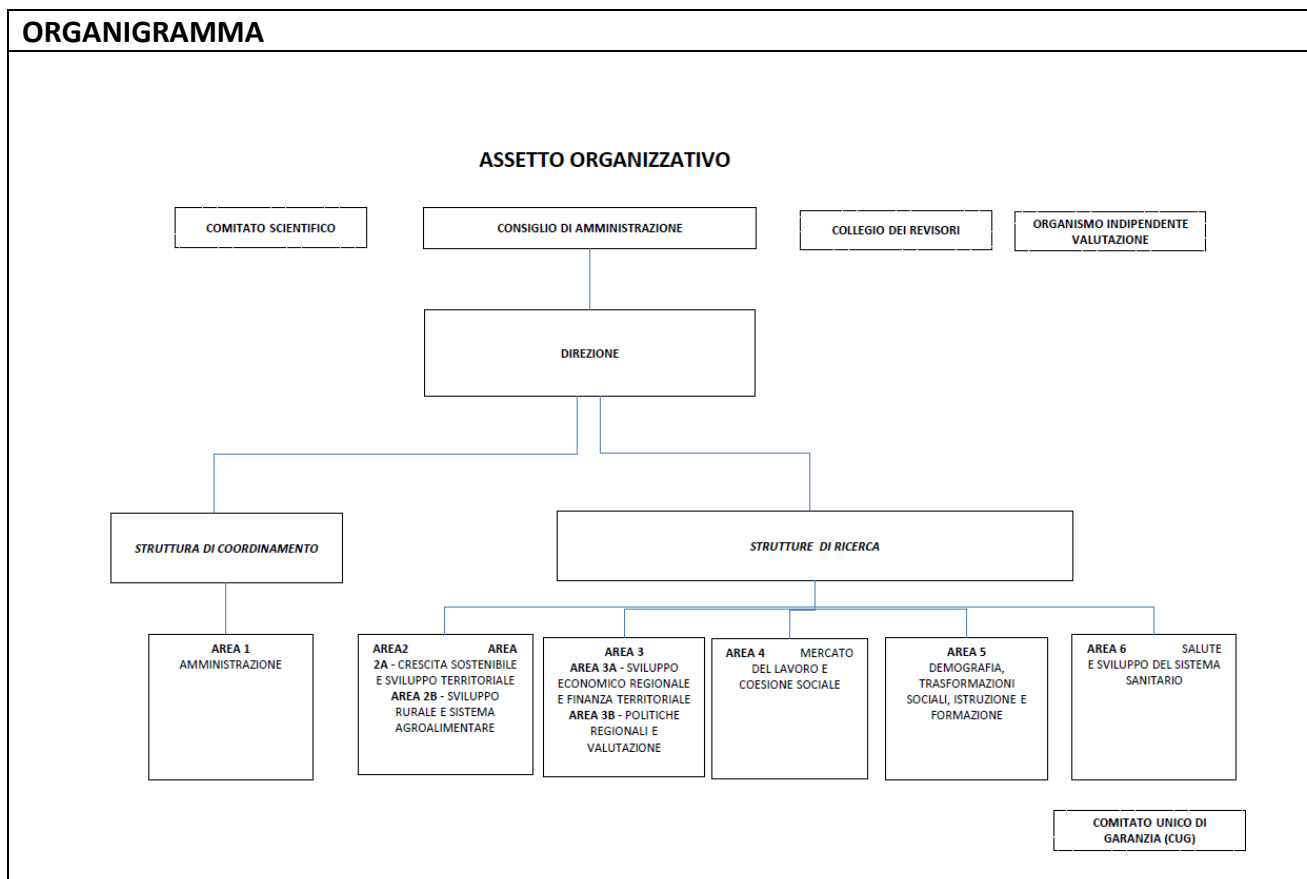 ORGANIGRAMMA
ASSETTO ORGANIZZATIVO
COMITATO SCIENTIFICO
CONSIGLIO DI AMMINISTRAZIONE
COLLEGIO DEI REVISORI
ORGANISMO INDIPENDENTE
VALUTAZIONE
DIREZIONE
STRUTTURA DI COORDINAMENTO
STRUTTURE DI RICERCA
AREA 1
AMMINISTRAZIONE
AREA2 AREA
2A - CRESCITA SOSTENIBILE
E SVILUPPO TERRITORIALE
AREA 2B - SVILUPPO
RURALE E SISTEMA
AGROALIMENTARE
AREA 3
AREA 3A - SVILUPPO
ECONOMICO REGIONALE
E FINANZA TERRITORIALE
AREA 3B - POLITICHE
REGIONALI E
VALUTAZIONE
AREA 4 MERCATO
DEL LAVORO E
COESIONE SOCIALE
AREA 5
DEMOGRAFIA,
TRASFORMAZIONI
SOCIALI, ISTRUZIONE E
FORMAZIONE
AREA 6 SALUTE
E SVILUPPO DEL SISTEMA
SANITARIO
COMITATO UNICO DI
GARANZIA (CUG)